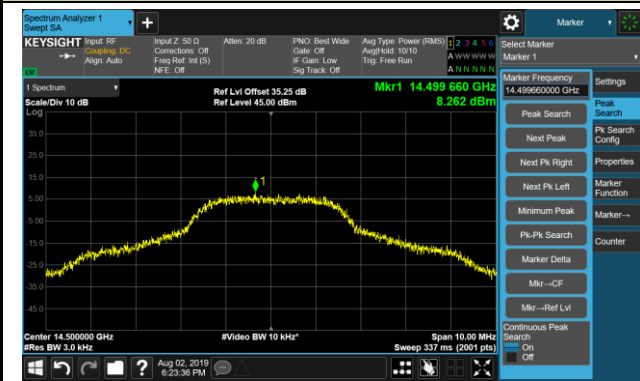 Spectrum Analyzer 1
Swept SA
+
Marker
KEYSIGHT
Input: RF
Coupling: DC
Align: Auto
Input Z: 50 Ω
Corrections: Off
Freq Ref: Int (S)
NFE: Off
Atten: 20 dB
PNO: Best Wide
Gate: Off
IF Gain: Low
Sig Track: Off
Avg Type: Power (RMS)
Avg|Hold: 10/10
Trig: Free Run
1 2 3 4 5 6
A W W W W W
A N N N N N
Select Marker
Marker 1
1 Spectrum
Scale/Div 10 dB
Log
Ref Lvl Offset 35.25 dB
Ref Level 45.00 dBm
Mkr1 14.499 660 GHz
8.262 dBm
35.0
25.0
15.0
5.00
-5.00
-15.0
-25.0
-35.0
-45.0
1
Center 14.500000 GHz
#Res BW 3.0 kHz
#Video BW 10 kHz*
Span 10.00 MHz
Sweep 337 ms (2001 pts)
Marker Frequency
14.499660000 GHz
Peak Search
Next Peak
Next Pk Right
Next Pk Left
Minimum Peak
Pk-Pk Search
Marker Delta
Mkr→CF
Mkr→Ref Lvl
Continuous Peak
Search
On
Off
Settings
Peak
Search
Pk Search
Config
Properties
Marker
Function
Marker→
Counter
?
Aug 02, 2019
6:23:36 PM